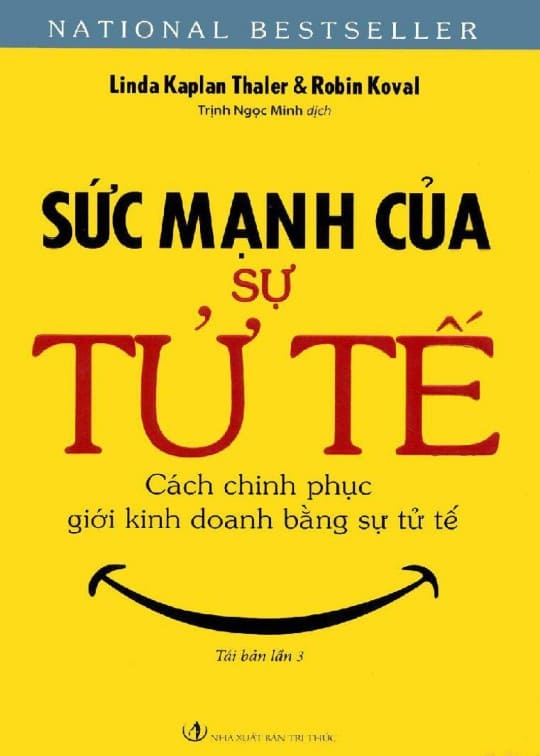 NATIONAL BESTSELLER
Linda Kaplan Thaler & Robin Koval
Trịnh Ngọc Minh dịch
SỨC MẠNH CỦA
SỰ
TỬ TẾ
Cách chinh phục
giới kinh doanh bằng sự tử tế
Tái bản lần 3
NHÀ XUẤT BẢN TRI THỨC